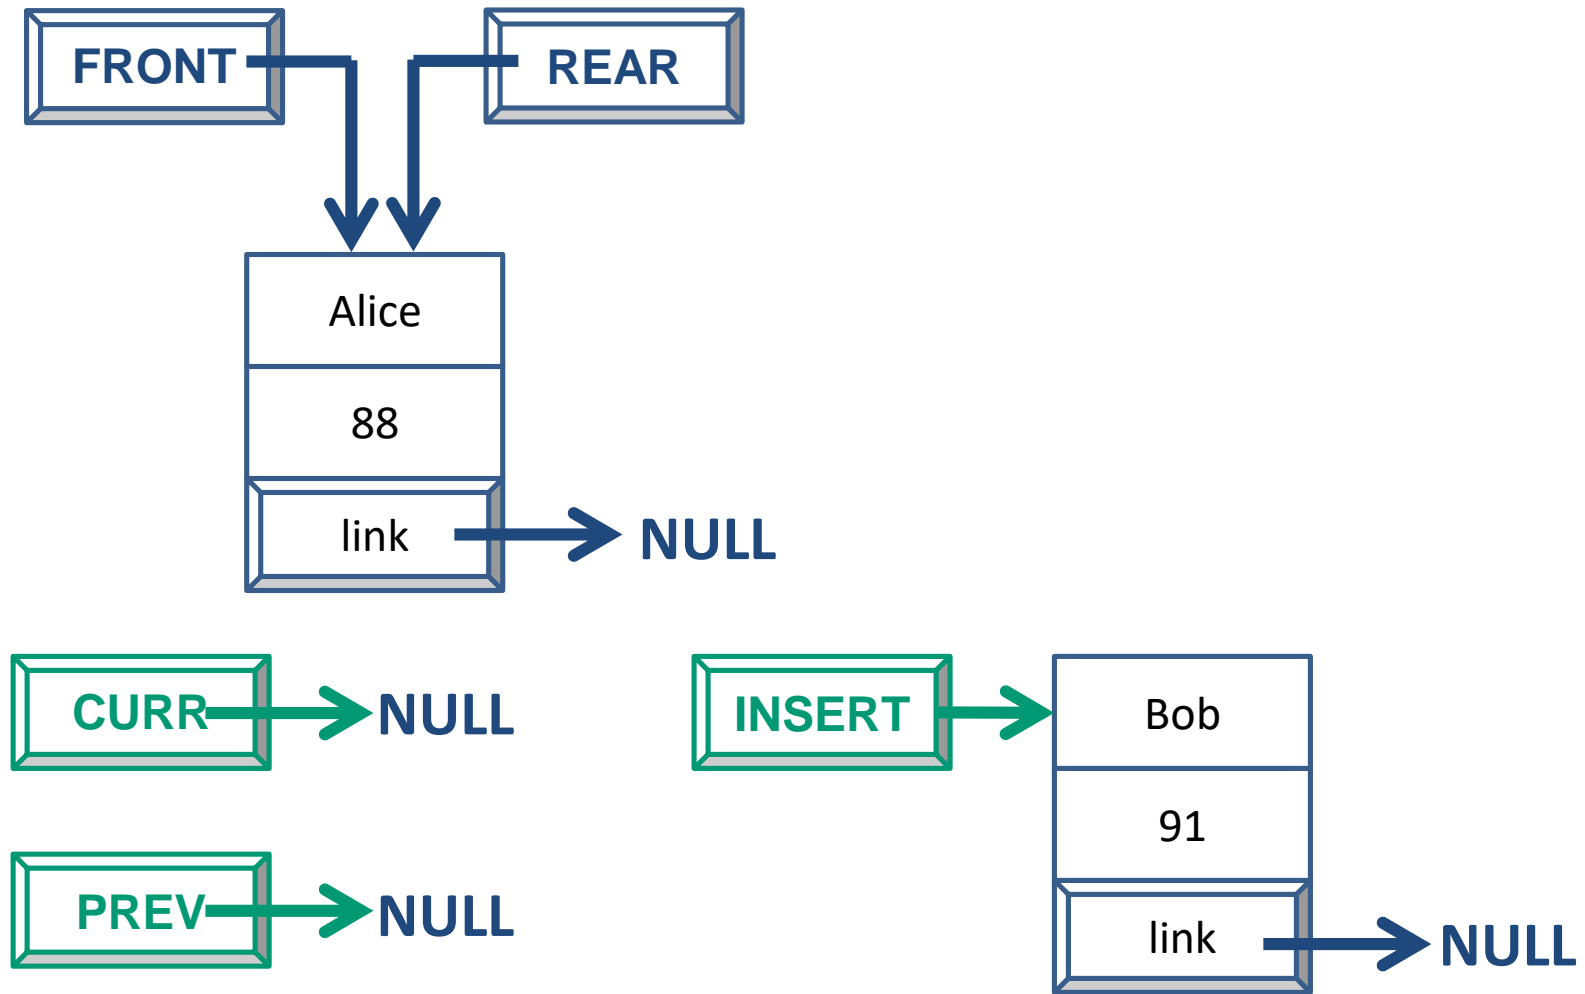 FRONT
REAR
Alice
88
link
NULL
CURR
NULL
INSERT
Bob
91
PREV
NULL
link
NULL